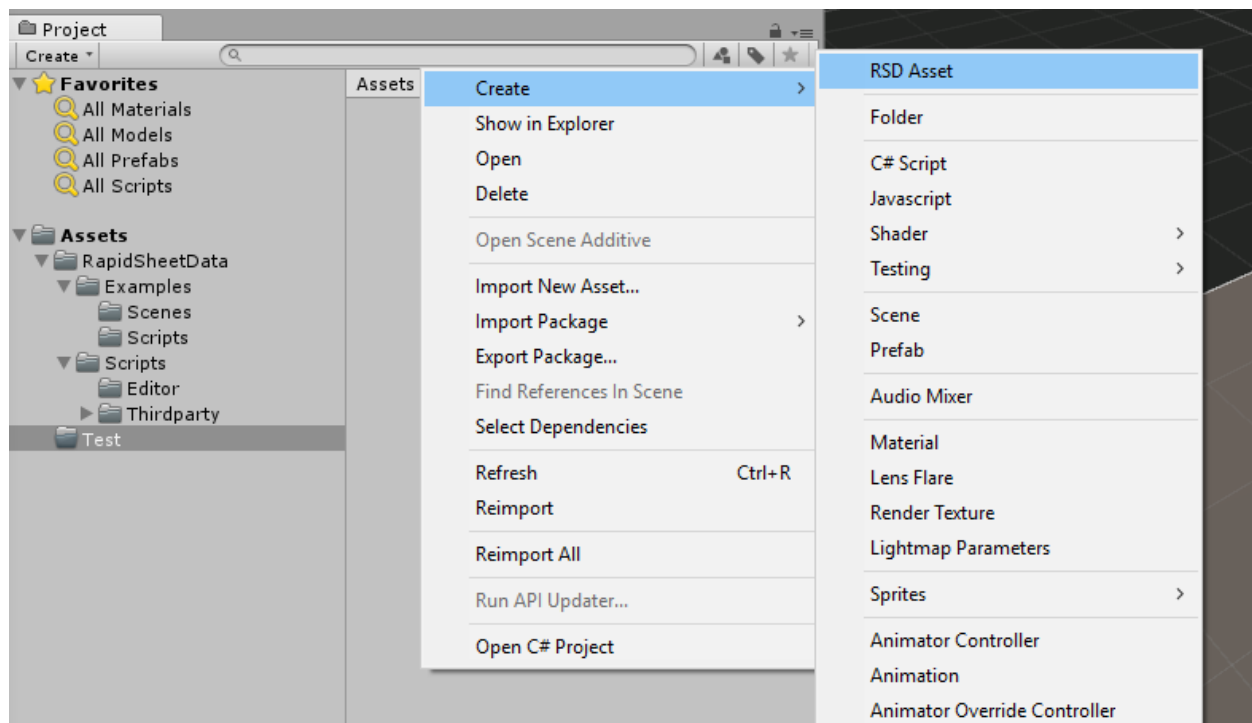 Project
Create
Favorites
All Materials
All Models
All Prefabs
All Scripts
Assets
RapidSheetData
Examples
Scenes
Scripts
Scripts
Editor
Thirdparty
Test
Assets
Create
Show in Explorer
Open
Delete
Open Scene Additive
Import New Asset...
Import Package
Export Package...
Find References In Scene
Select Dependencies
Refresh Ctrl+R
Reimport
Reimport All
Run API Updater...
Open C# Project
RSD Asset
Folder
C# Script
Javascript
Shader
Testing
Scene
Prefab
Audio Mixer
Material
Lens Flare
Render Texture
Lightmap Parameters
Sprites
Animator Controller
Animation
Animator Override Controller